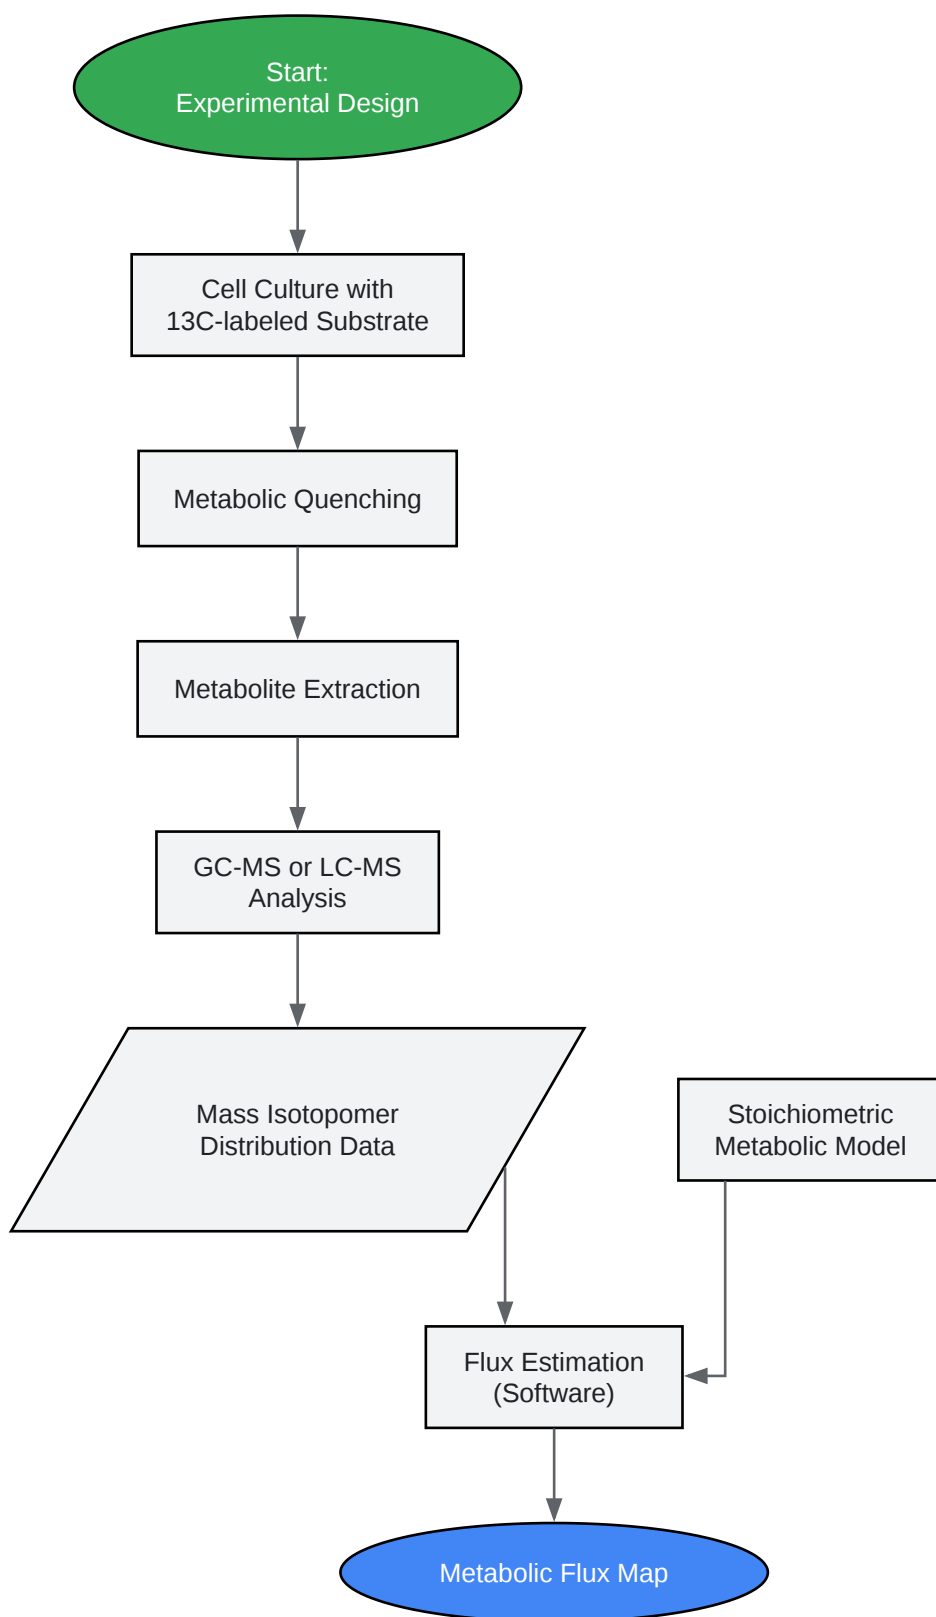 Start:
Experimental Design
Cell Culture with
13C-labeled Substrate
Metabolic Quenching
Metabolite Extraction
GC-MS or LC-MS
Analysis
Mass Isotopomer
Distribution Data
Stoichiometric
Metabolic Model
Flux Estimation
(Software)
Metabolic Flux Map